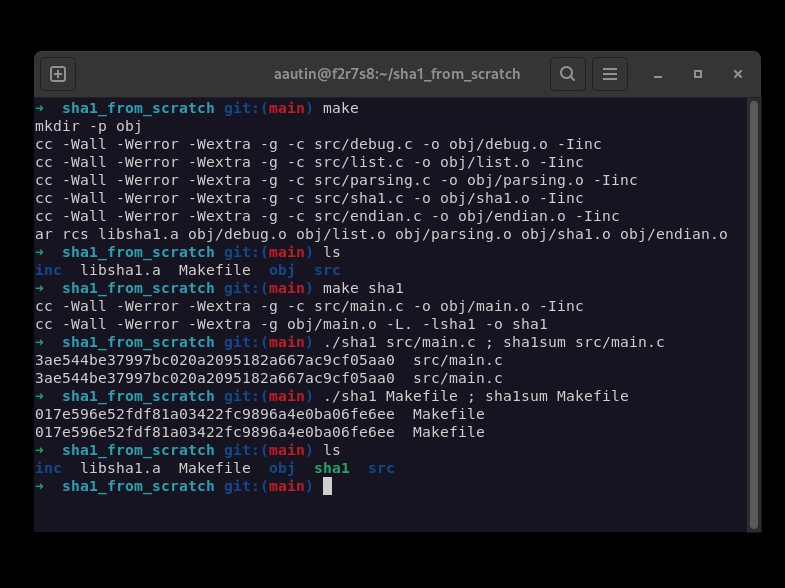 aautin@f2r7s8:~/sha1_from_scratch
➜  sha1_from_scratch git:(main) make
mkdir -p obj
cc -Wall -Werror -Wextra -g -c src/debug.c -o obj/debug.o -Iinc
cc -Wall -Werror -Wextra -g -c src/list.c -o obj/list.o -Iinc
cc -Wall -Werror -Wextra -g -c src/parsing.c -o obj/parsing.o -Iinc
cc -Wall -Werror -Wextra -g -c src/sha1.c -o obj/sha1.o -Iinc
cc -Wall -Werror -Wextra -g -c src/endian.c -o obj/endian.o -Iinc
ar rcs libsha1.a obj/debug.o obj/list.o obj/parsing.o obj/sha1.o obj/endian.o
➜  sha1_from_scratch git:(main) ls
inc  libsha1.a  Makefile  obj  src
➜  sha1_from_scratch git:(main) make sha1
cc -Wall -Werror -Wextra -g -c src/main.c -o obj/main.o -Iinc
cc -Wall -Werror -Wextra -g obj/main.o -L. -lsha1 -o sha1
➜  sha1_from_scratch git:(main) ./sha1 src/main.c ; sha1sum src/main.c
3ae544be37997bc020a2095182a667ac9cf05aa0  src/main.c
3ae544be37997bc020a2095182a667ac9cf05aa0  src/main.c
➜  sha1_from_scratch git:(main) ./sha1 Makefile ; sha1sum Makefile
017e596e52fdf81a03422fc9896a4e0ba06fe6ee  Makefile
017e596e52fdf81a03422fc9896a4e0ba06fe6ee  Makefile
➜  sha1_from_scratch git:(main) ls
inc  libsha1.a  Makefile  obj  sha1  src
➜  sha1_from_scratch git:(main)